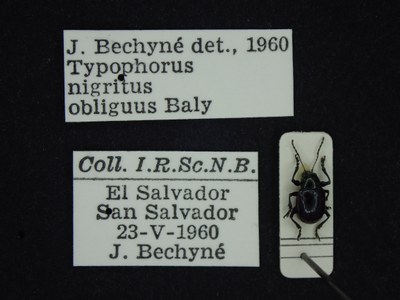 J. Bechyné det., 1960
Typophorus
nigritus
obliguus Baly
Coll. I.R.Sc.N.B.
El Salvador
San Salvador
23-V-1960
J. Bechyné